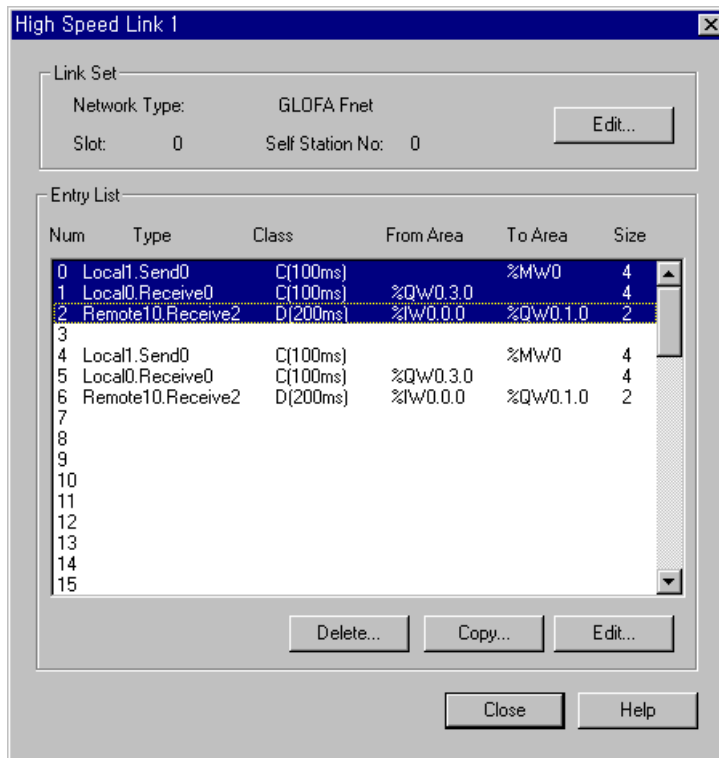 High Speed Link 1
Link Set
Network Type: GLOFA Fnet
Edit...
Slot: 0 Self Station No: 0
Entry List
Num Type Class From Area To Area Size
0 Local1.Send0 C(100ms) %MW0 4
1 Local0.Receive0 C(100ms) %QW0.3.0 4
2 Remote10.Receive2 D(200ms) %IW0.0.0 %QW0.1.0 2
3
4 Local1.Send0 C(100ms) %MW0 4
5 Local0.Receive0 C(100ms) %QW0.3.0 4
6 Remote10.Receive2 D(200ms) %IW0.0.0 %QW0.1.0 2
7
8
9
10
11
12
13
14
15
Delete... Copy... Edit...
Close Help